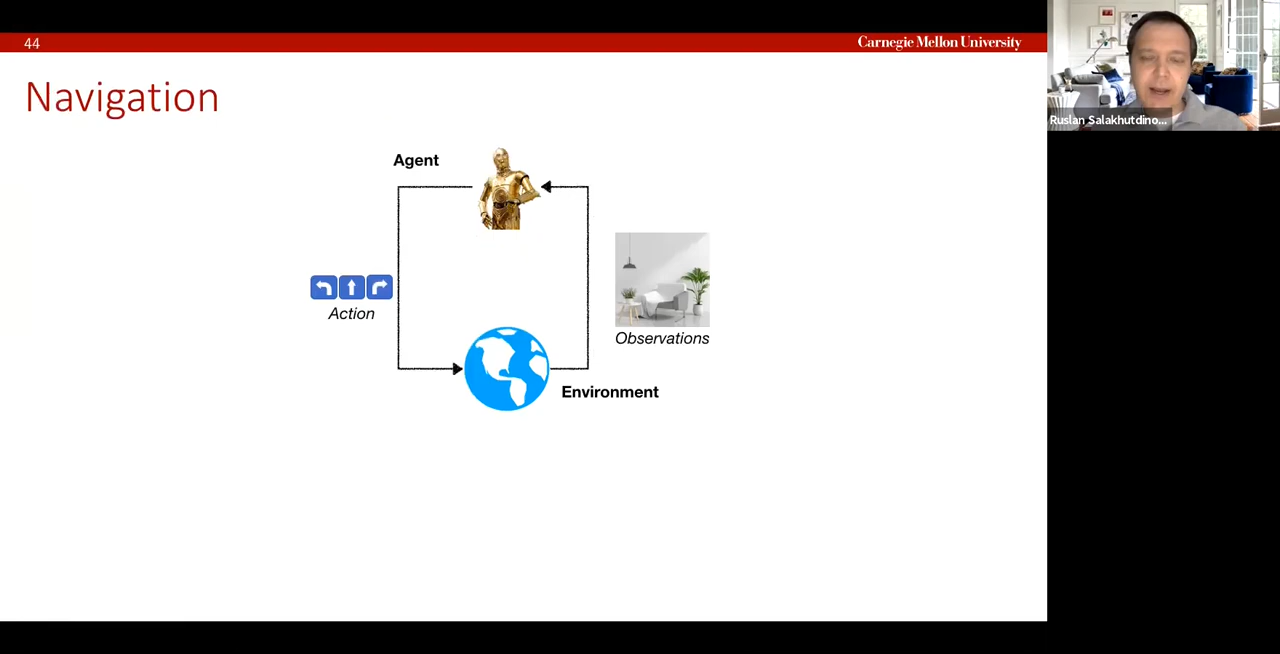 44
Carnegie Mellon University
Ruslan Salakhutdino...
Navigation
Agent
Action
Observations
Environment